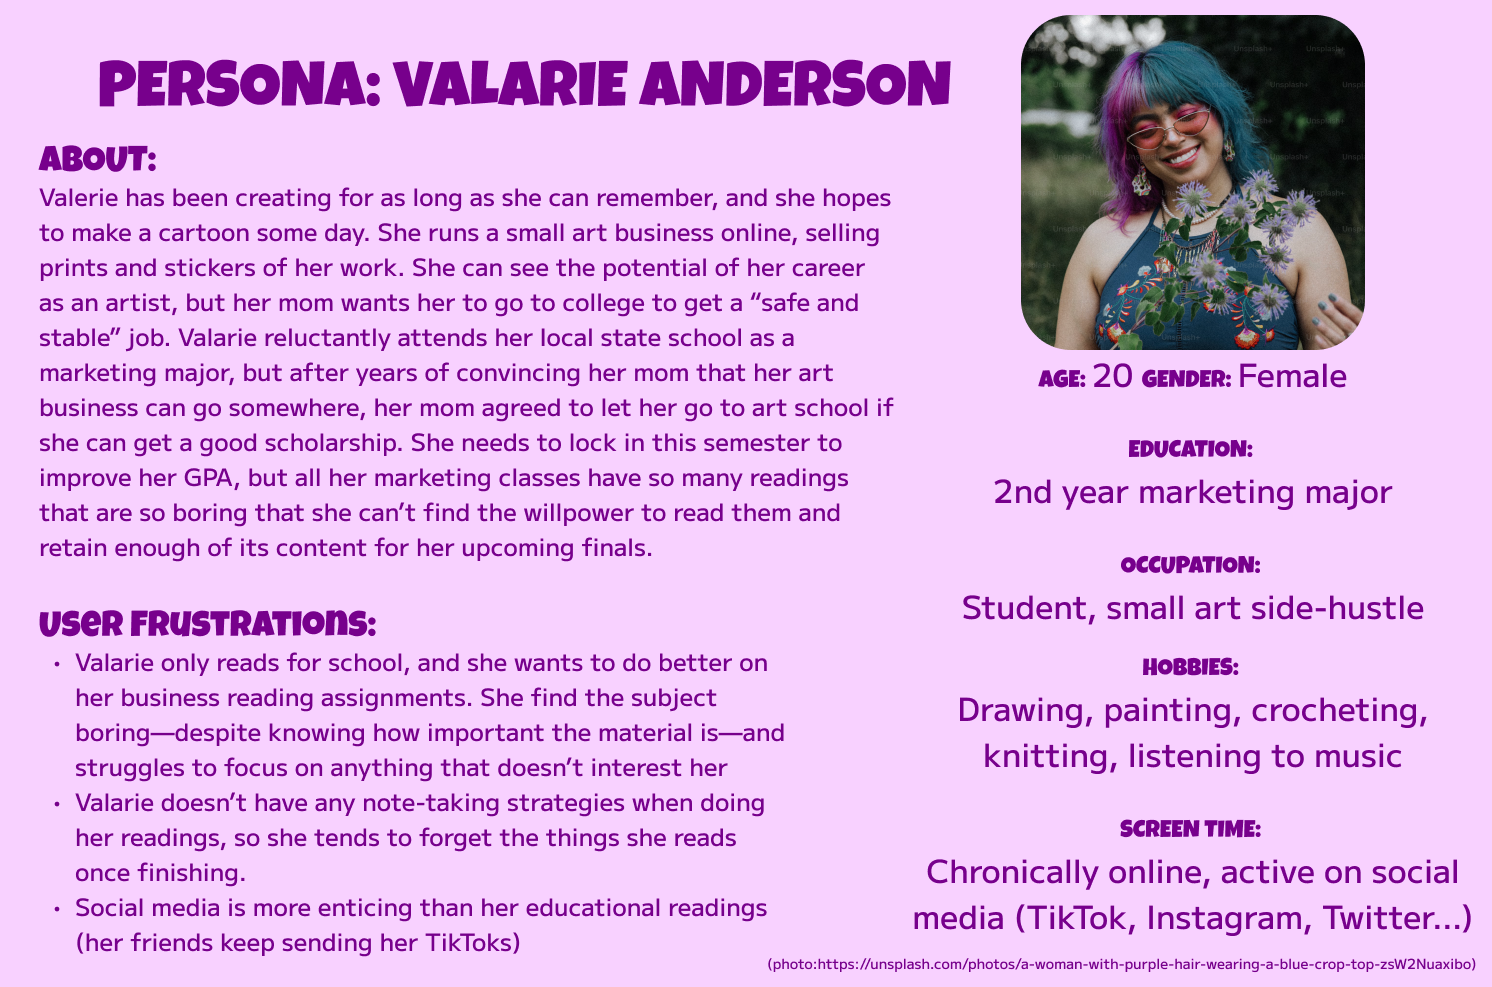 PERSONA: VALARIE ANDERSON
ABOUT:
Valerie has been creating for as long as she can remember, and she hopes
to make a cartoon some day. She runs a small art business online, selling
prints and stickers of her work. She can see the potential of her career
as an artist, but her mom wants her to go to college to get a “safe and
stable” job. Valarie reluctantly attends her local state school as a
marketing major, but after years of convincing her mom that her art
business can go somewhere, her mom agreed to let her go to art school if
she can get a good scholarship. She needs to lock in this semester to
improve her GPA, but all her marketing classes have so many readings
that are so boring that she can’t find the willpower to read them and
retain enough of its content for her upcoming finals.
USER FRUSTRATIONS:
• Valarie only reads for school, and she wants to do better on
her business reading assignments. She find the subject
boring—despite knowing how important the material is—and
struggles to focus on anything that doesn’t interest her
• Valarie doesn’t have any note-taking strategies when doing
her readings, so she tends to forget the things she reads
once finishing.
• Social media is more enticing than her educational readings
(her friends keep sending her TikToks)
Unsplash+
AGE: 20 GENDER: Female
EDUCATION:
2nd year marketing major
OCCUPATION:
Student, small art side-hustle
HOBBIES:
Drawing, painting, crocheting,
knitting, listening to music
SCREEN TIME:
Chronically online, active on social
media (TikTok, Instagram, Twitter...)
(photo:https://unsplash.com/photos/a-woman-with-purple-hair-wearing-a-blue-crop-top-zsW2Nuaxibo)